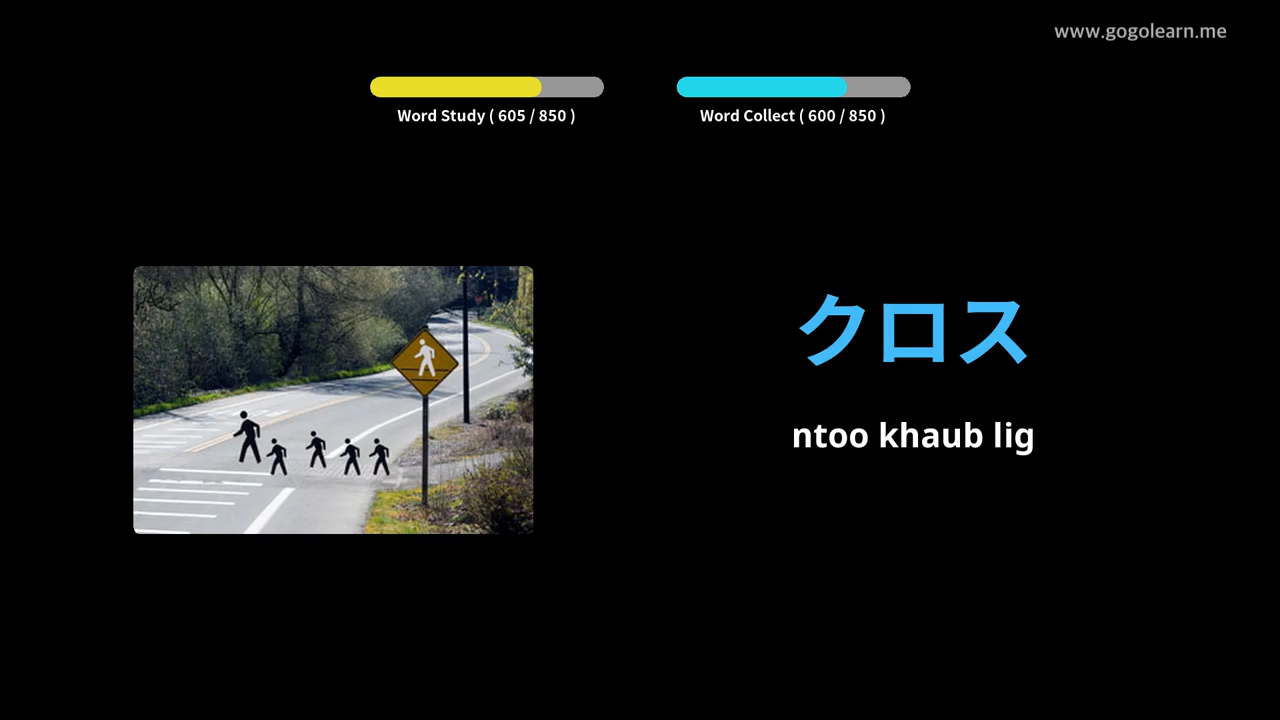 www.gogolearn.me
Word Study ( 605 / 850 )
Word Collect ( 600 / 850 )
クロス
ntoo khaub lig